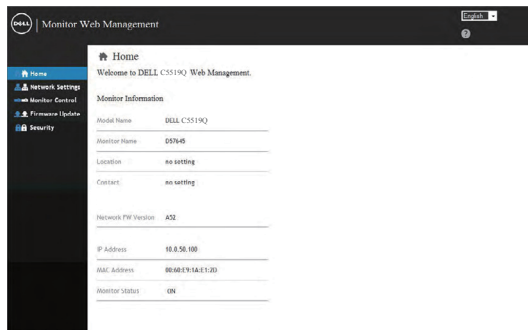 DELL
Monitor Web Management
English
Home
Network Settings
Monitor Control
Firmware Update
Security
Home
Welcome to DELL C5519Q Web Management.
Monitor Information
Model Name DELL C5519Q
Monitor Name D57645
Location no setting
Contact no setting
Network FW Version A52
IP Address 10.0.50.100
MAC Address 00:60:E9:1A:E1:2D
Monitor Status ON